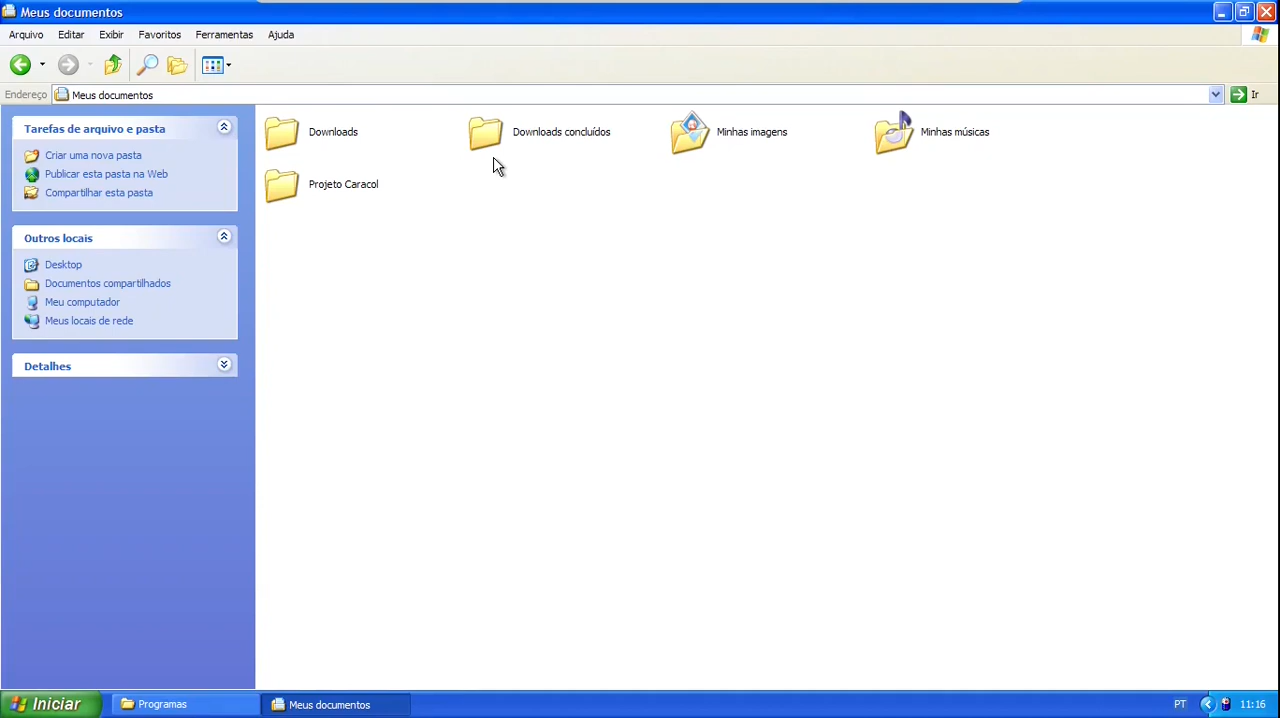 Meus documentos
Arquivo Editar Exibir Favoritos Ferramentas Ajuda
Endereço Meus documentos Ir
Tarefas de arquivo e pasta
Criar uma nova pasta
Publicar esta pasta na Web
Compartilhar esta pasta
Outros locais
Desktop
Documentos compartilhados
Meu computador
Meus locais de rede
Detalhes
Downloads Downloads concluídos Minhas imagens Minhas músicas
Projeto Caracol
Iniciar Programas Meus documentos PT 11:16